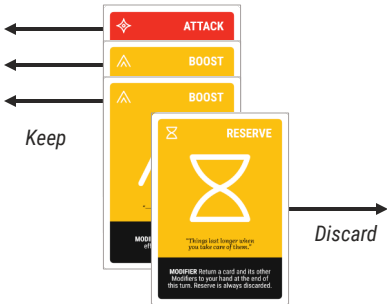 ATTACK
BOOST
BOOST
Keep
RESERVE
"Things last longer when
you take care of them."
Discard
MODIFIER Return a card and its other
Modifiers to your hand at the end of
this turn. Reserve is always discarded.